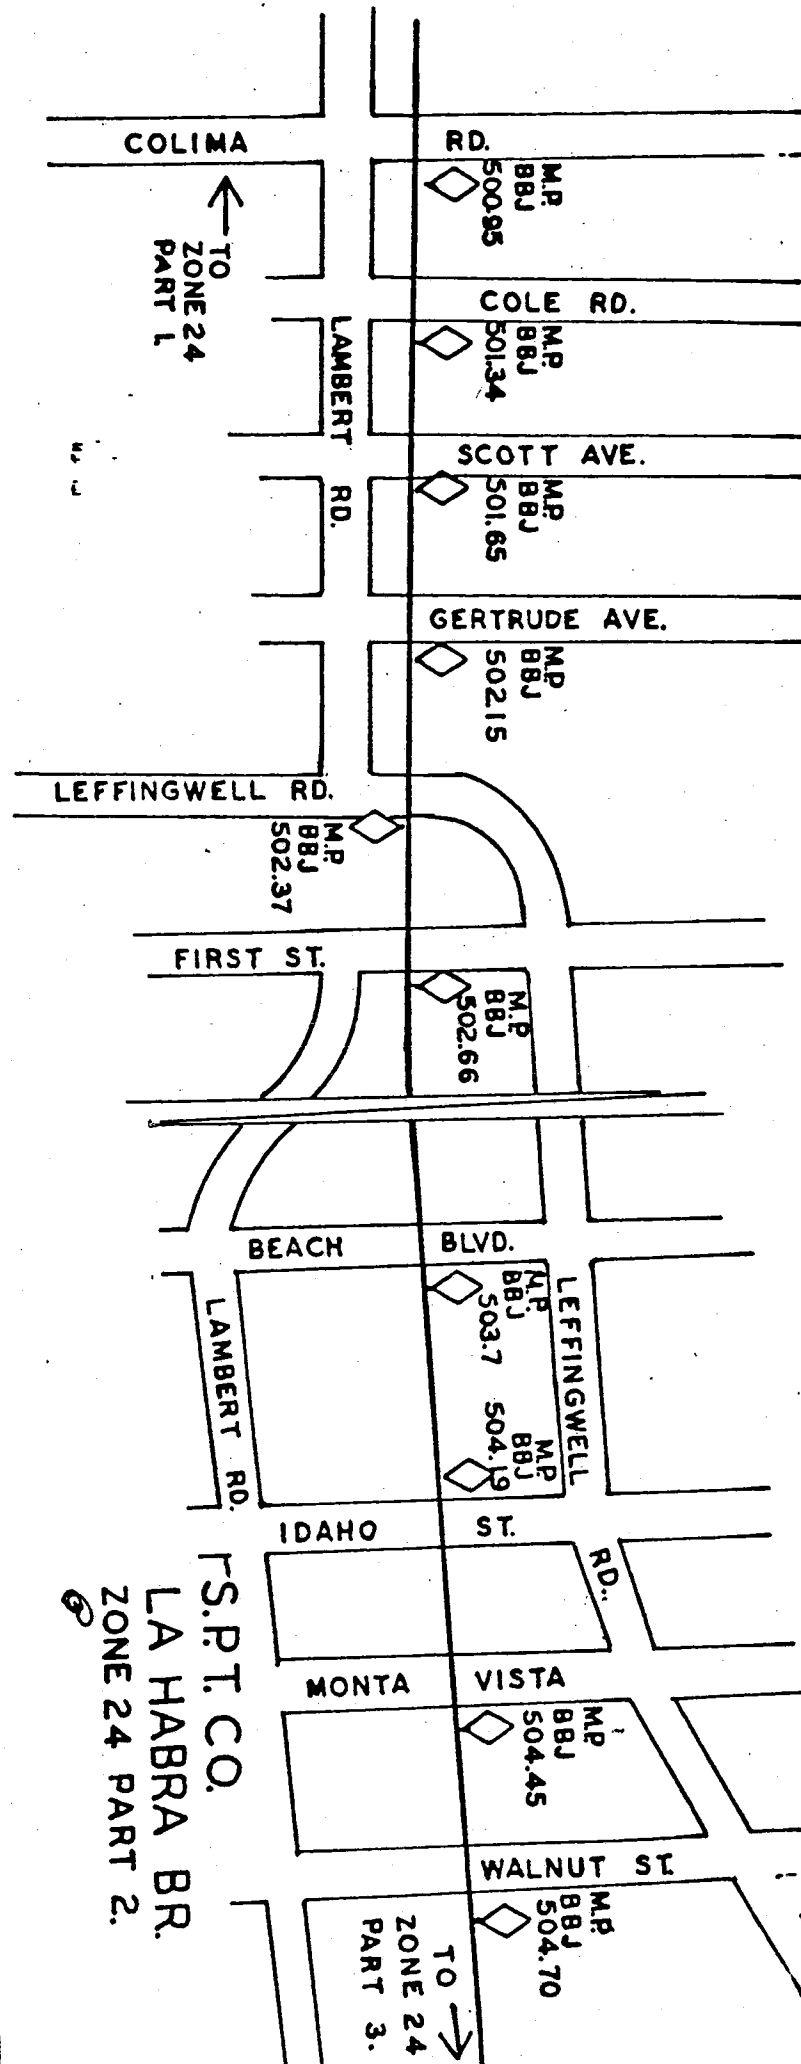 COLIMA RD.
M.P.
BBJ
500.95
TO
ZONE 24
PART 1.
COLE RD.
M.P.
BBJ
501.34
LAMBERT RD.
SCOTT AVE.
M.P.
BBJ
501.65
GERTRUDE AVE.
M.P.
BBJ
502.15
LEFFINGWELL RD.
M.P.
BBJ
502.37
FIRST ST.
M.P.
BBJ
502.66
BEACH BLVD.
M.P.
BBJ
503.7
LEFFINGWELL RD.
LAMBERT RD.
M.P.
BBJ
504.19
IDAHO ST.
MONTA VISTA
M.P.
BBJ
504.45
WALNUT ST.
M.P.
BBJ
504.70
TO
ZONE 24
PART 3.
S.P.T. CO.
LA HABRA BR.
ZONE 24 PART 2.